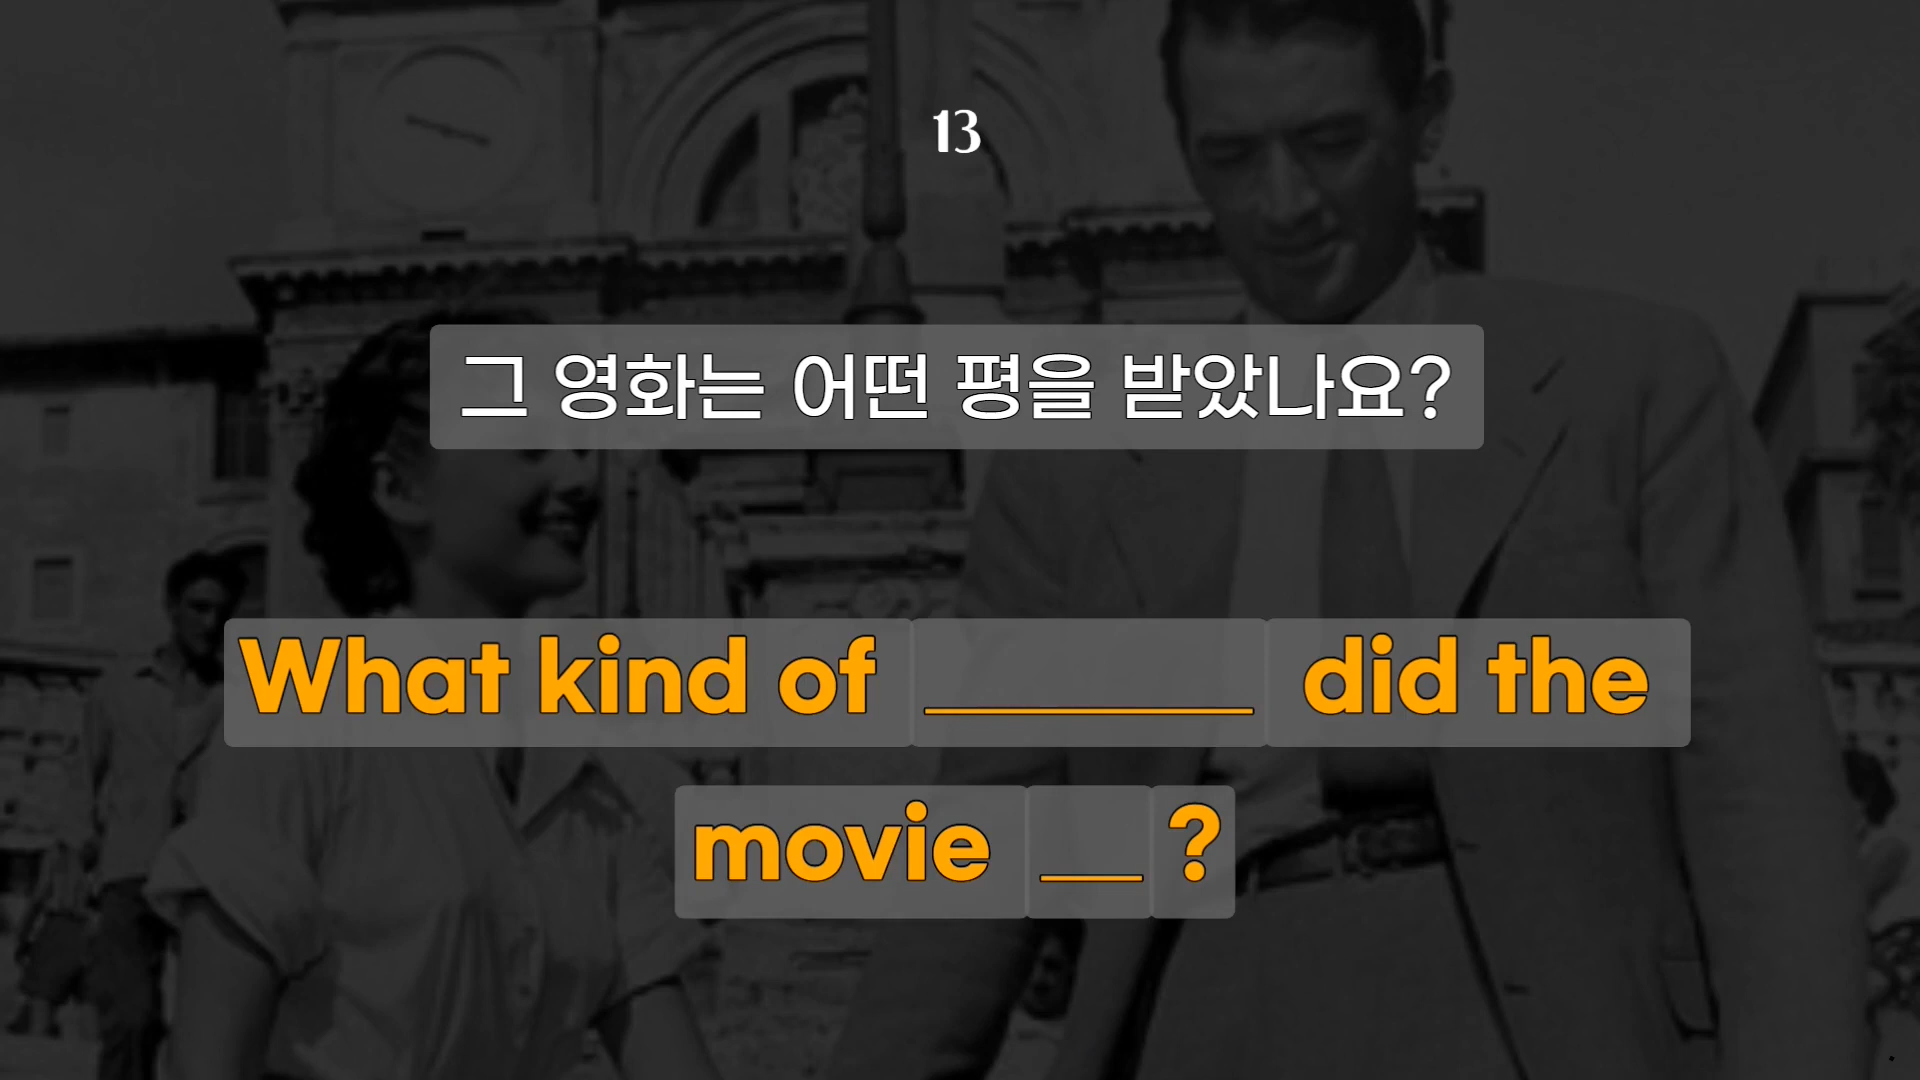 13
그 영화는 어떤 평을 받았나요?
What kind of ______ did the
movie __?